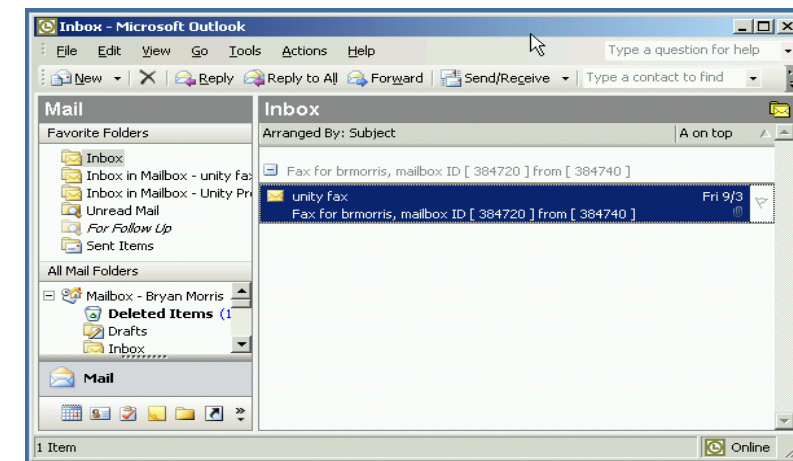 Inbox - Microsoft Outlook
File Edit View Go Tools Actions Help Type a question for help
New Reply Reply to All Forward Send/Receive Type a contact to find
Mail
Inbox
Favorite Folders
Arranged By: Subject A on top
Inbox
Inbox in Mailbox - unity fa
Inbox in Mailbox - Unity Pr
Unread Mail
For Follow Up
Sent Items
Fax for brmorris, mailbox ID [ 384720 ] from [ 384740 ]
unity fax Fri 9/3
Fax for brmorris, mailbox ID [ 384720 ] from [ 384740 ]
All Mail Folders
Mailbox - Bryan Morris
Deleted Items (1
Drafts
Inbox
Mail
1 Item Online